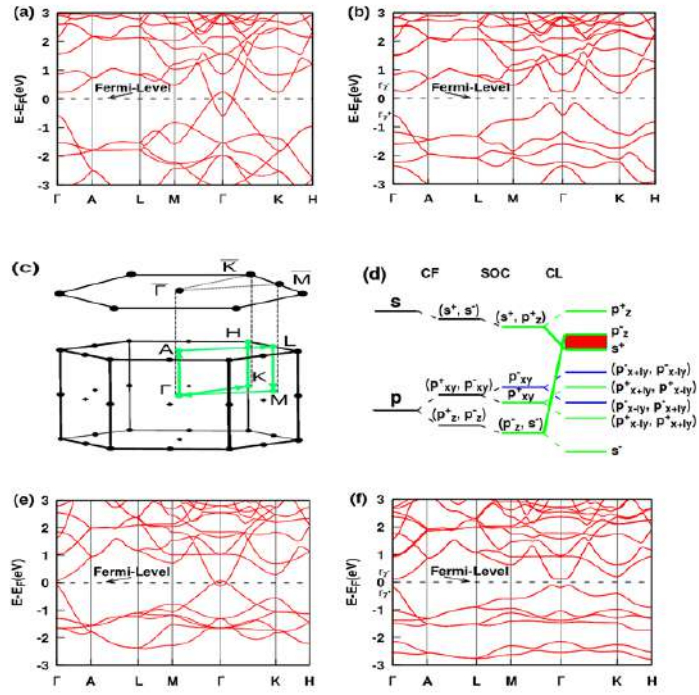 (a)
E-E_F(eV)
3
2
1
0
-1
-2
-3
Fermi-Level
Γ A L M Γ K H
(b)
E-E_F(eV)
3
2
1
0
-1
-2
-3
Fermi-Level
Γ A L M Γ K H
(c)
K
Γ
M
H
A
L
Γ
K
M
(d)
CF SOC CL
s
(s⁺, s⁻)
(s⁺, p⁺z)
p⁺z
p⁻z
s⁺
p
(p⁺xy, p⁻xy)
(p⁺z, p⁻z)
p⁻xy
p⁺xy
(p⁻z, s⁻)
(p⁻x+iy, p⁻x-iy)
(p⁺x+iy, p⁺x-iy)
(p⁻x-iy, p⁻x+iy)
(p⁺x-iy, p⁺x+iy)
s⁻
(e)
E-E_F(eV)
3
2
1
0
-1
-2
-3
Fermi-Level
Γ A L M Γ K H
(f)
E-E_F(eV)
3
2
1
0
-1
-2
-3
Fermi-Level
Γ A L M Γ K H